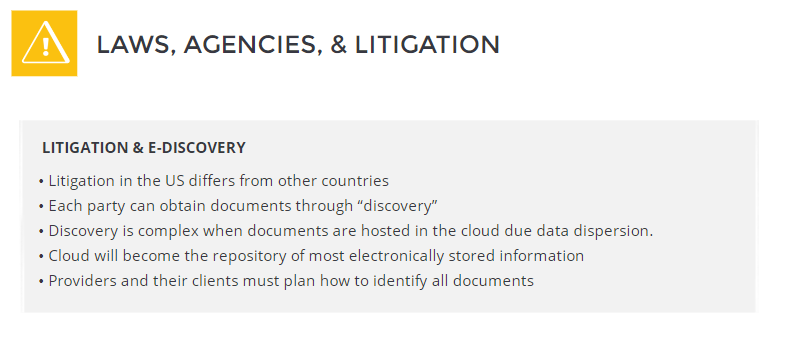 LAWS, AGENCIES, & LITIGATION
LITIGATION & E-DISCOVERY
• Litigation in the US differs from other countries
• Each party can obtain documents through “discovery”
• Discovery is complex when documents are hosted in the cloud due data dispersion.
• Cloud will become the repository of most electronically stored information
• Providers and their clients must plan how to identify all documents